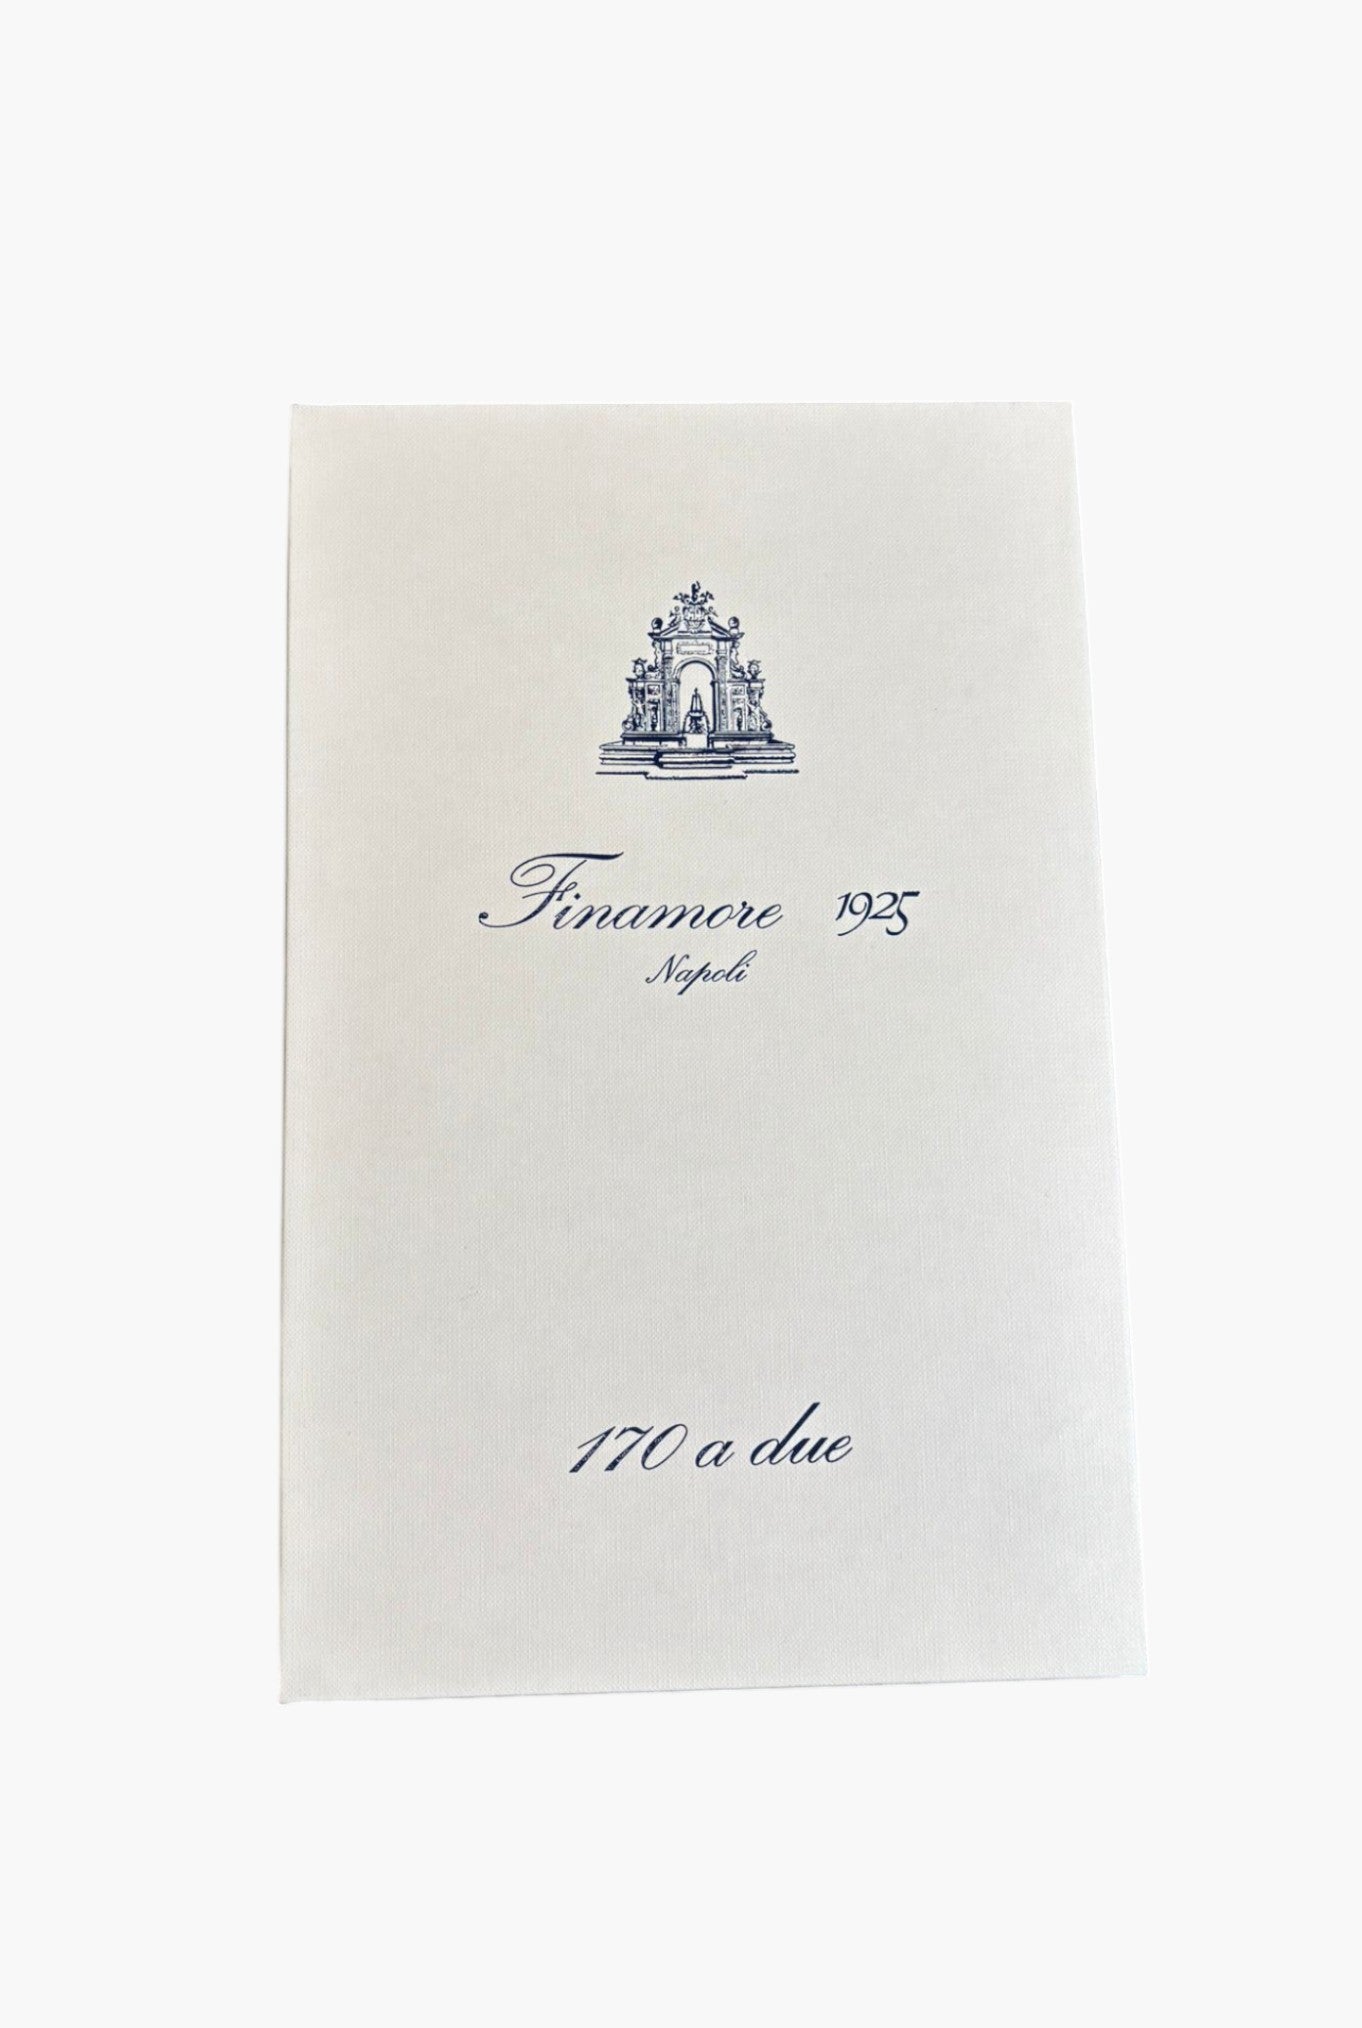 Finamore 1925
Napoli
170 a due